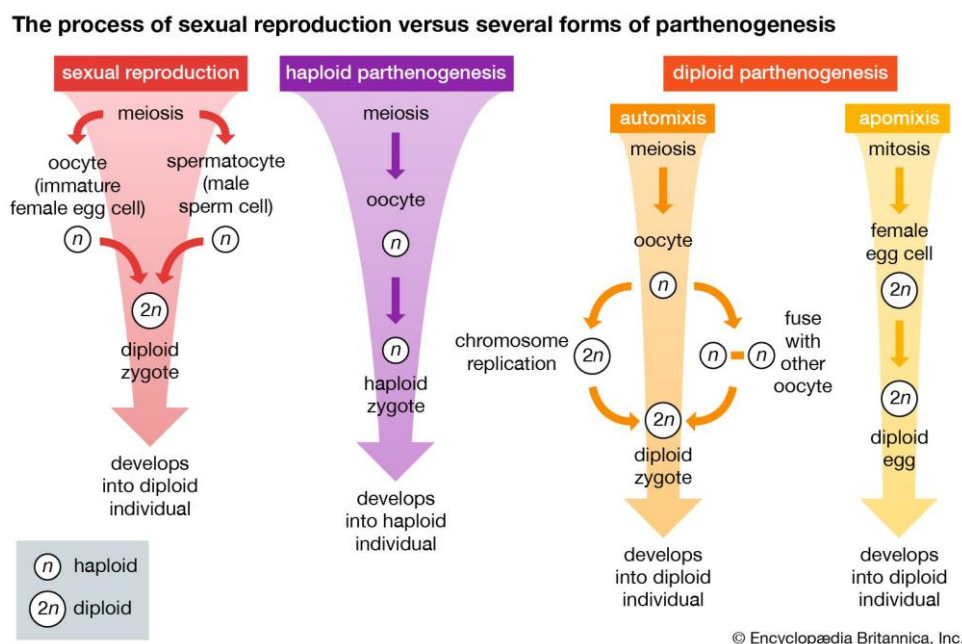 The process of sexual reproduction versus several forms of parthenogenesis
sexual reproduction
meiosis
oocyte
(immature
female egg cell)
n
spermatocyte
(male
sperm cell)
n
2n
diploid
zygote
develops
into diploid
individual
haploid parthenogenesis
meiosis
oocyte
n
n
haploid
zygote
develops
into haploid
individual
diploid parthenogenesis
automixis
meiosis
oocyte
n
chromosome
replication
2n
n
n
fuse
with
other
oocyte
2n
diploid
zygote
develops
into diploid
individual
apomixis
mitosis
female
egg cell
2n
2n
diploid
egg
develops
into diploid
individual
n haploid
2n diploid
© Encyclopædia Britannica, Inc.